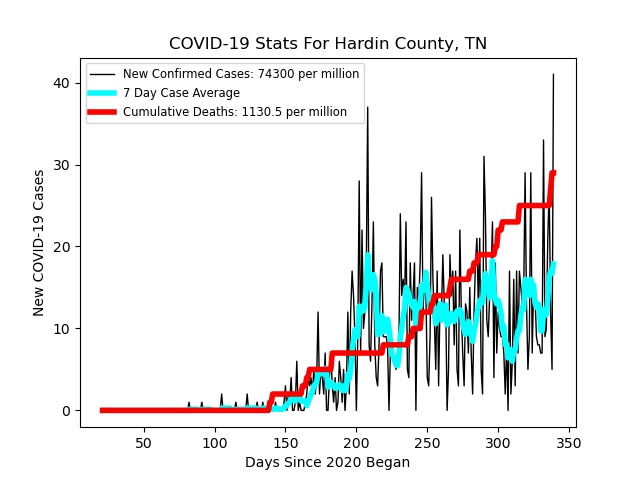 COVID-19 Stats For Hardin County, TN
New Confirmed Cases: 74300 per million
7 Day Case Average
Cumulative Deaths: 1130.5 per million
New COVID-19 Cases
40
30
20
10
0
50 100 150 200 250 300 350
Days Since 2020 Began